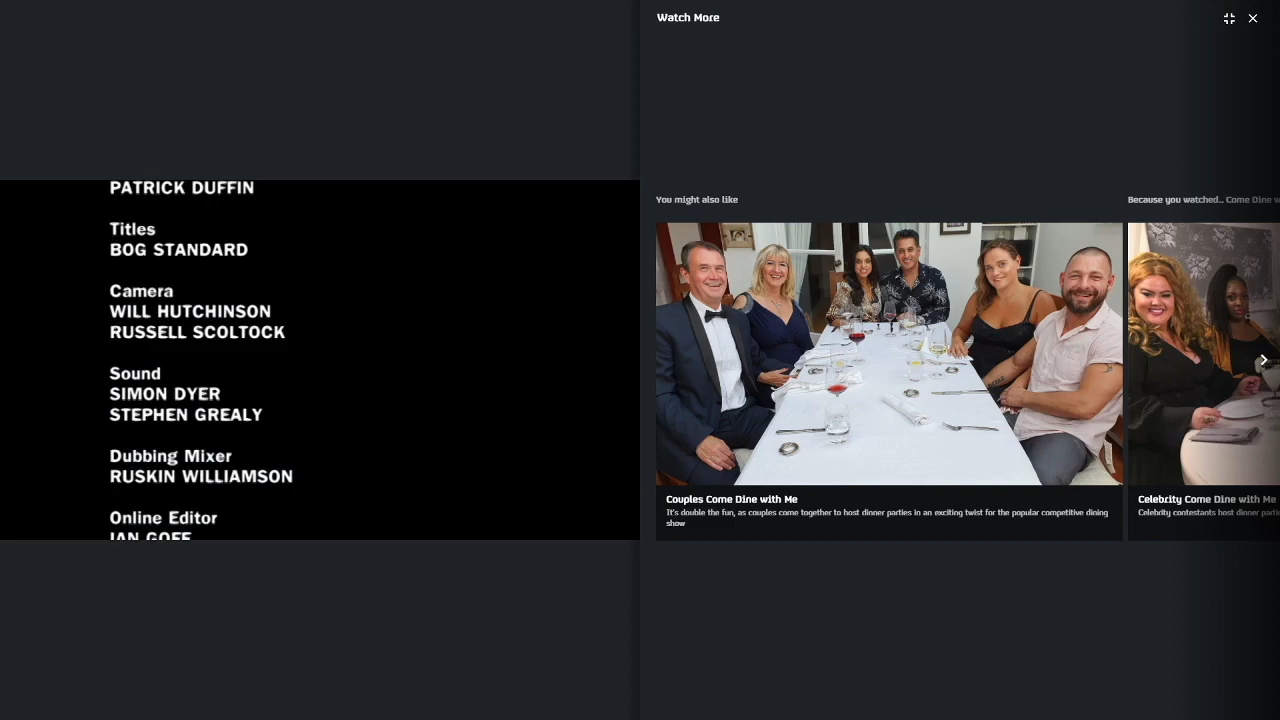 Watch More
PATRICK DUFFIN
Titles
BOG STANDARD
Camera
WILL HUTCHINSON
RUSSELL SCOLTOCK
Sound
SIMON DYER
STEPHEN GREALY
Dubbing Mixer
RUSKIN WILLIAMSON
Online Editor
IAN GOFF
You might also like
Couples Come Dine with Me
It's double the fun, as couples come together to host dinner parties in an exciting twist for the popular competitive dining
show
Because you watched... Come Dine
Celebrity Come Dine with Me
Celebrity contestants host dinner